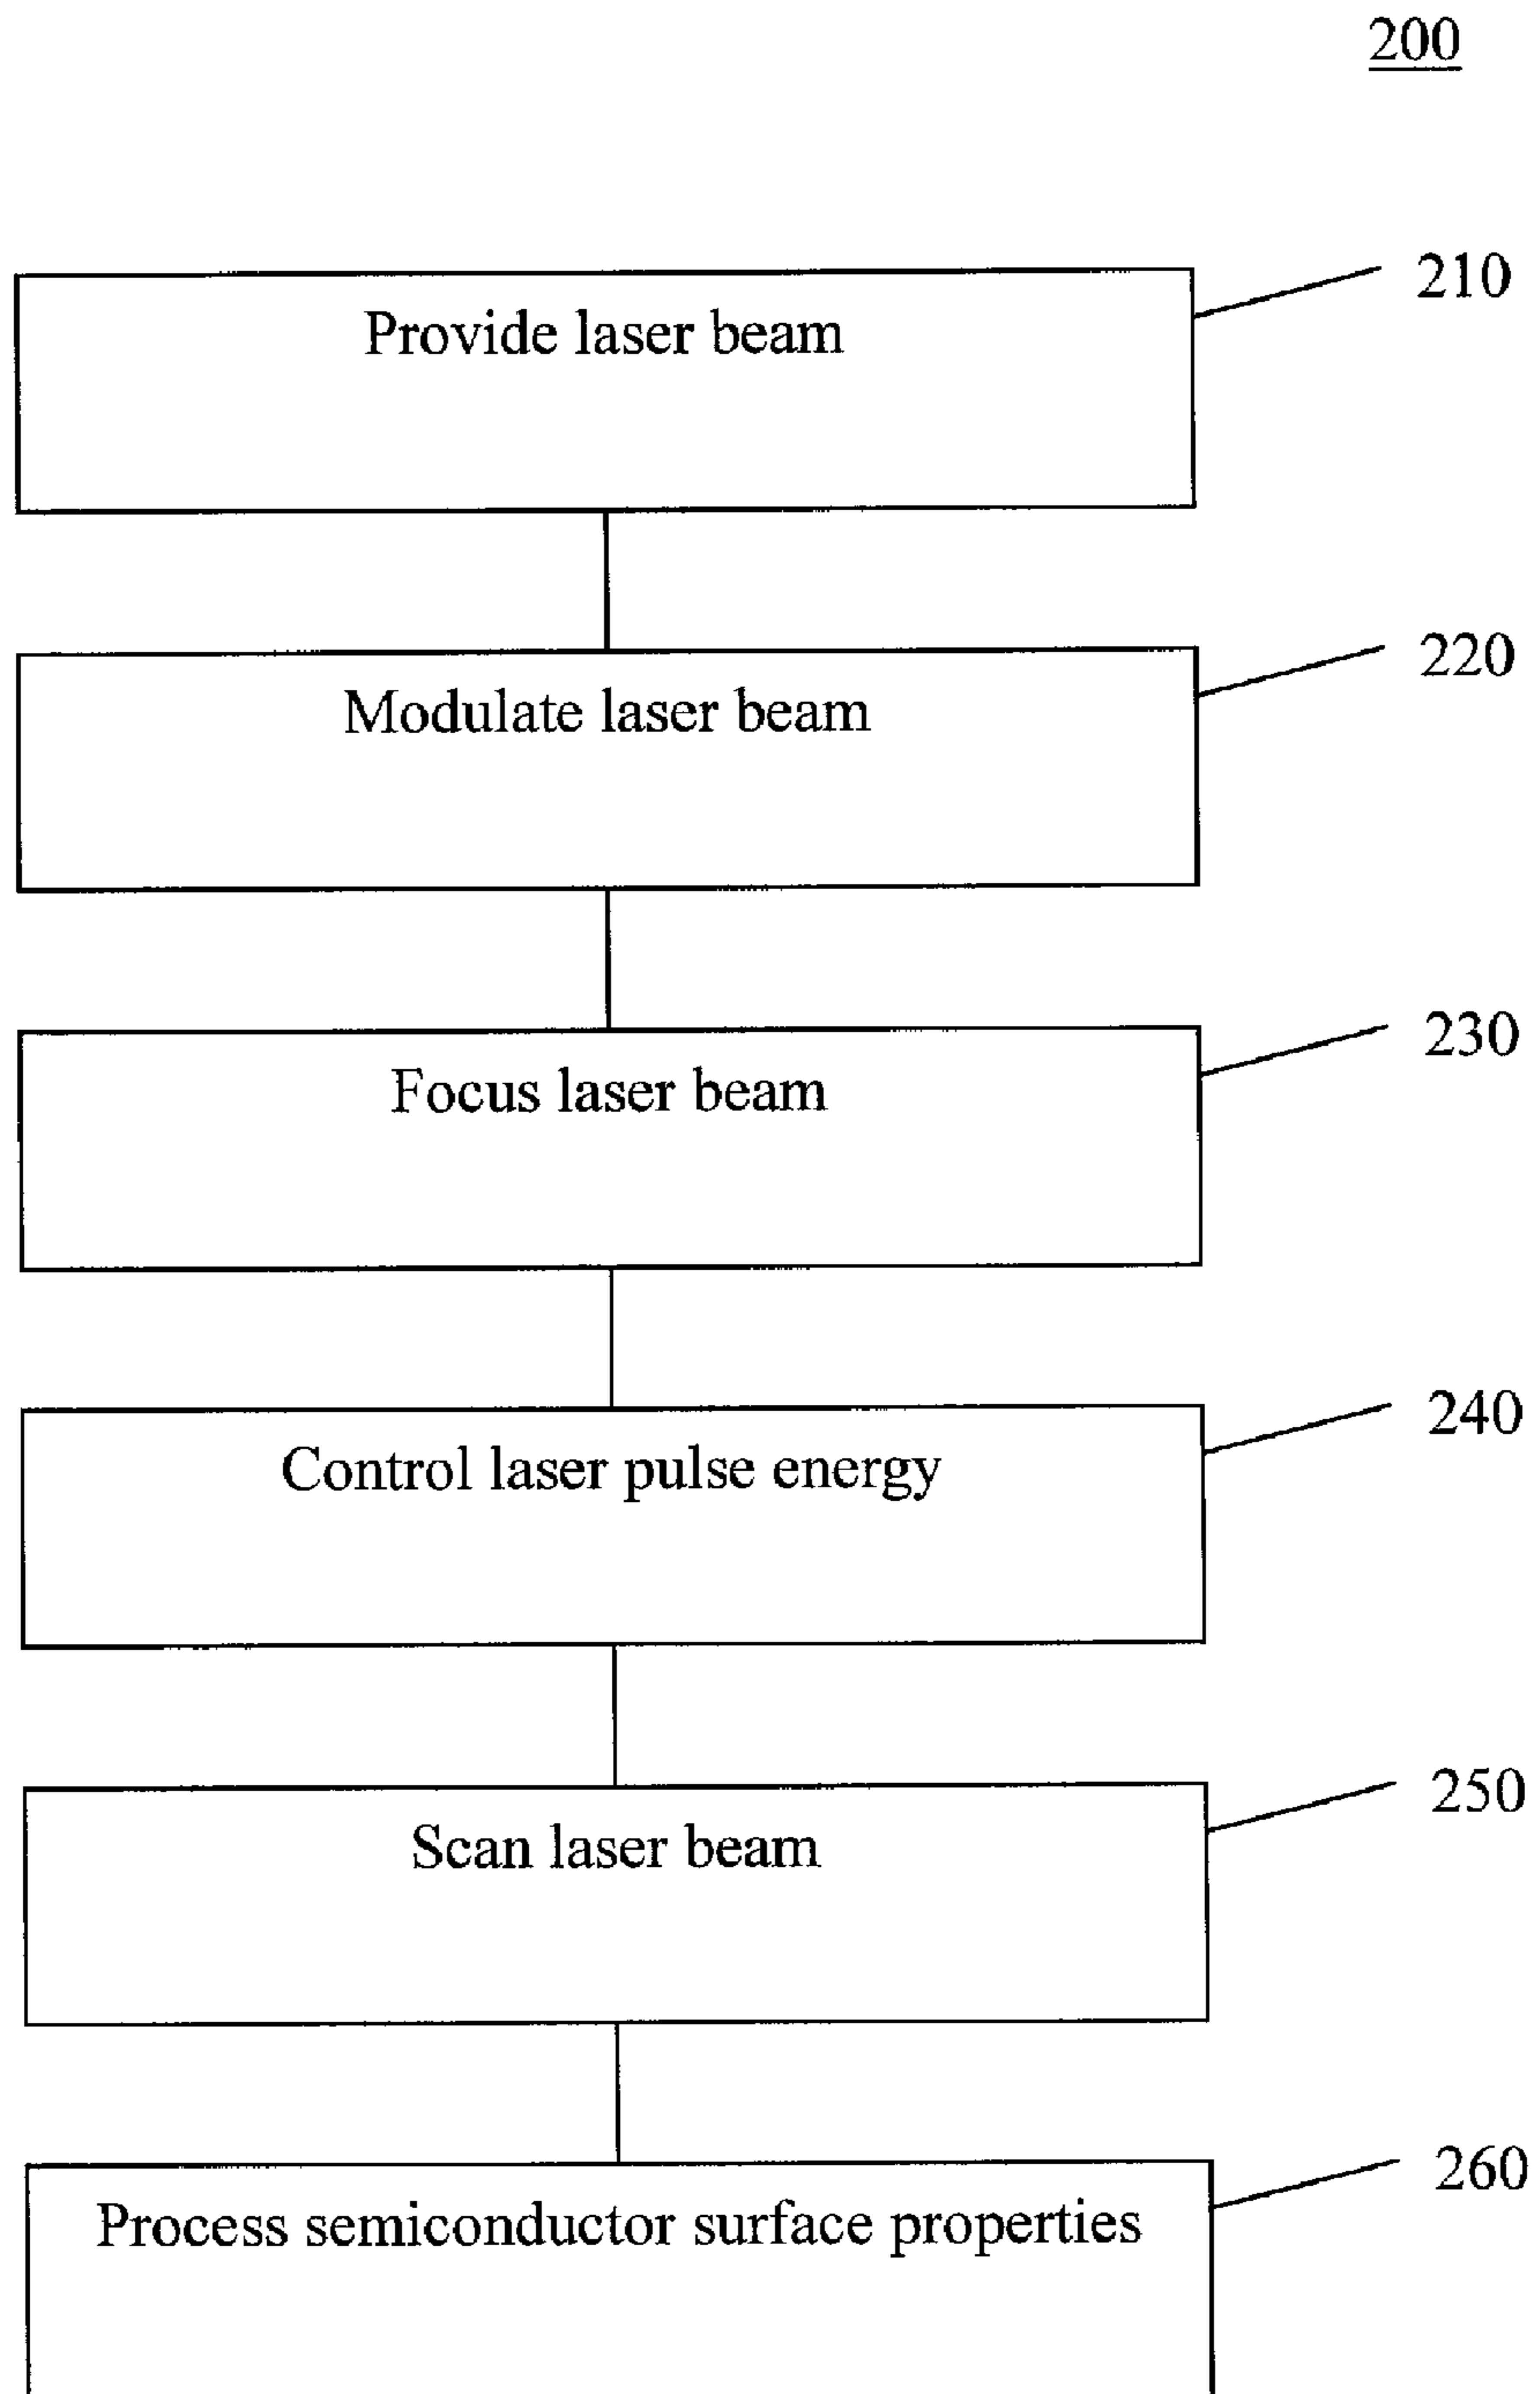 200
Provide laser beam
210
Modulate laser beam
220
Focus laser beam
230
Control laser pulse energy
240
Scan laser beam
250
Process semiconductor surface properties
260